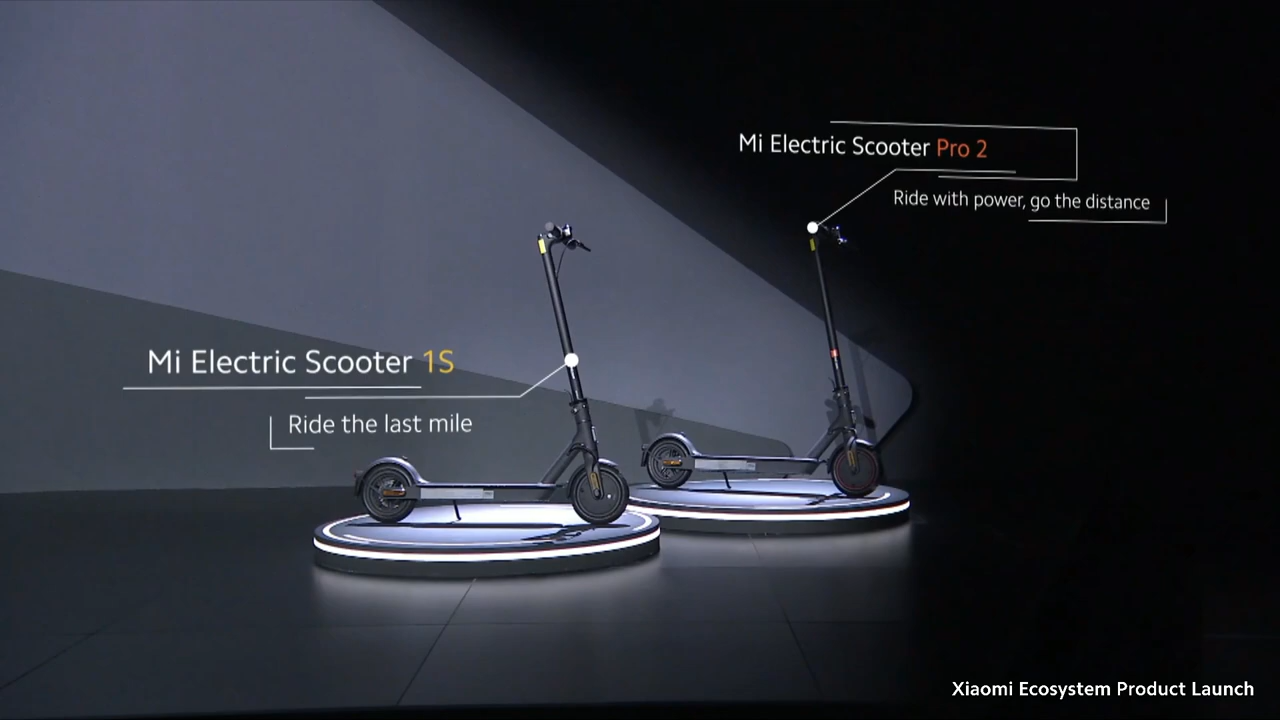 Mi Electric Scooter Pro 2
Ride with power, go the distance
Mi Electric Scooter 1S
Ride the last mile
Xiaomi Ecosystem Product Launch